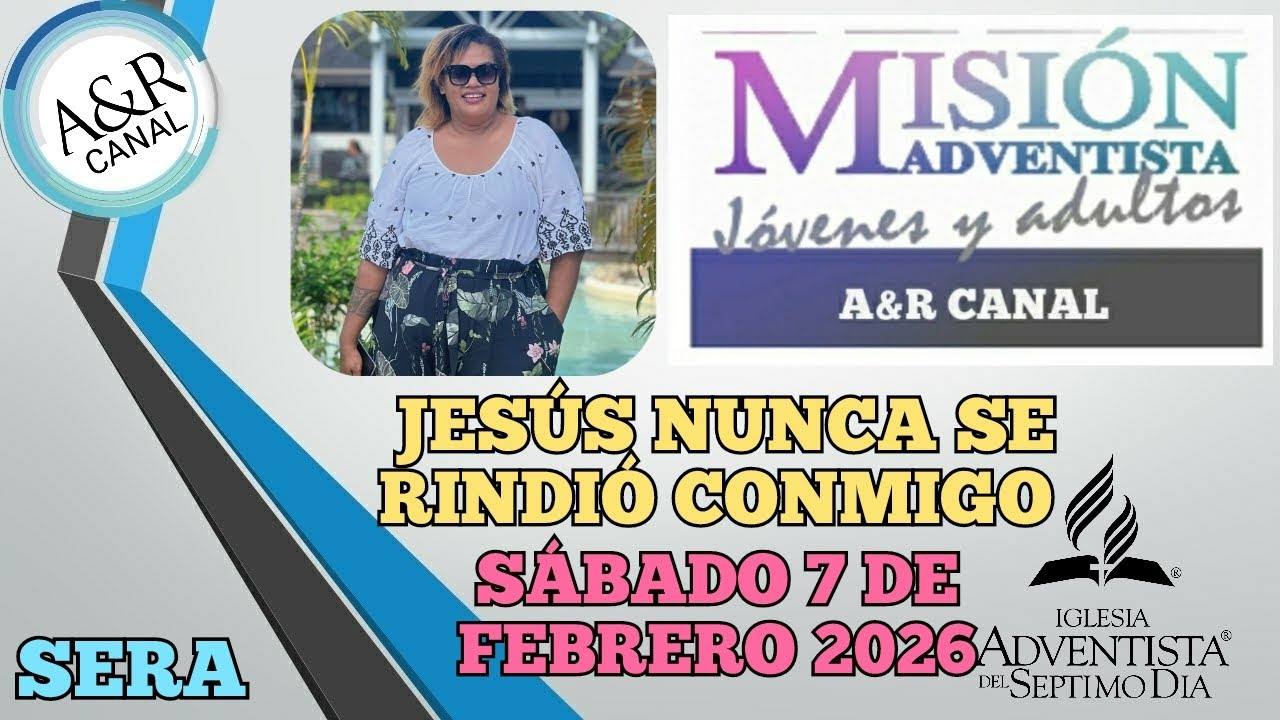 A&R
CANAL
MISIÓN
ADVENTISTA
Jóvenes y adultos
A&R CANAL
JESÚS NUNCA SE
RINDIÓ CONMIGO
SÁBADO 7 DE
FEBRERO 2026
SERA
®
IGLESIA
ADVENTISTA®
DEL SEPTIMO DIA